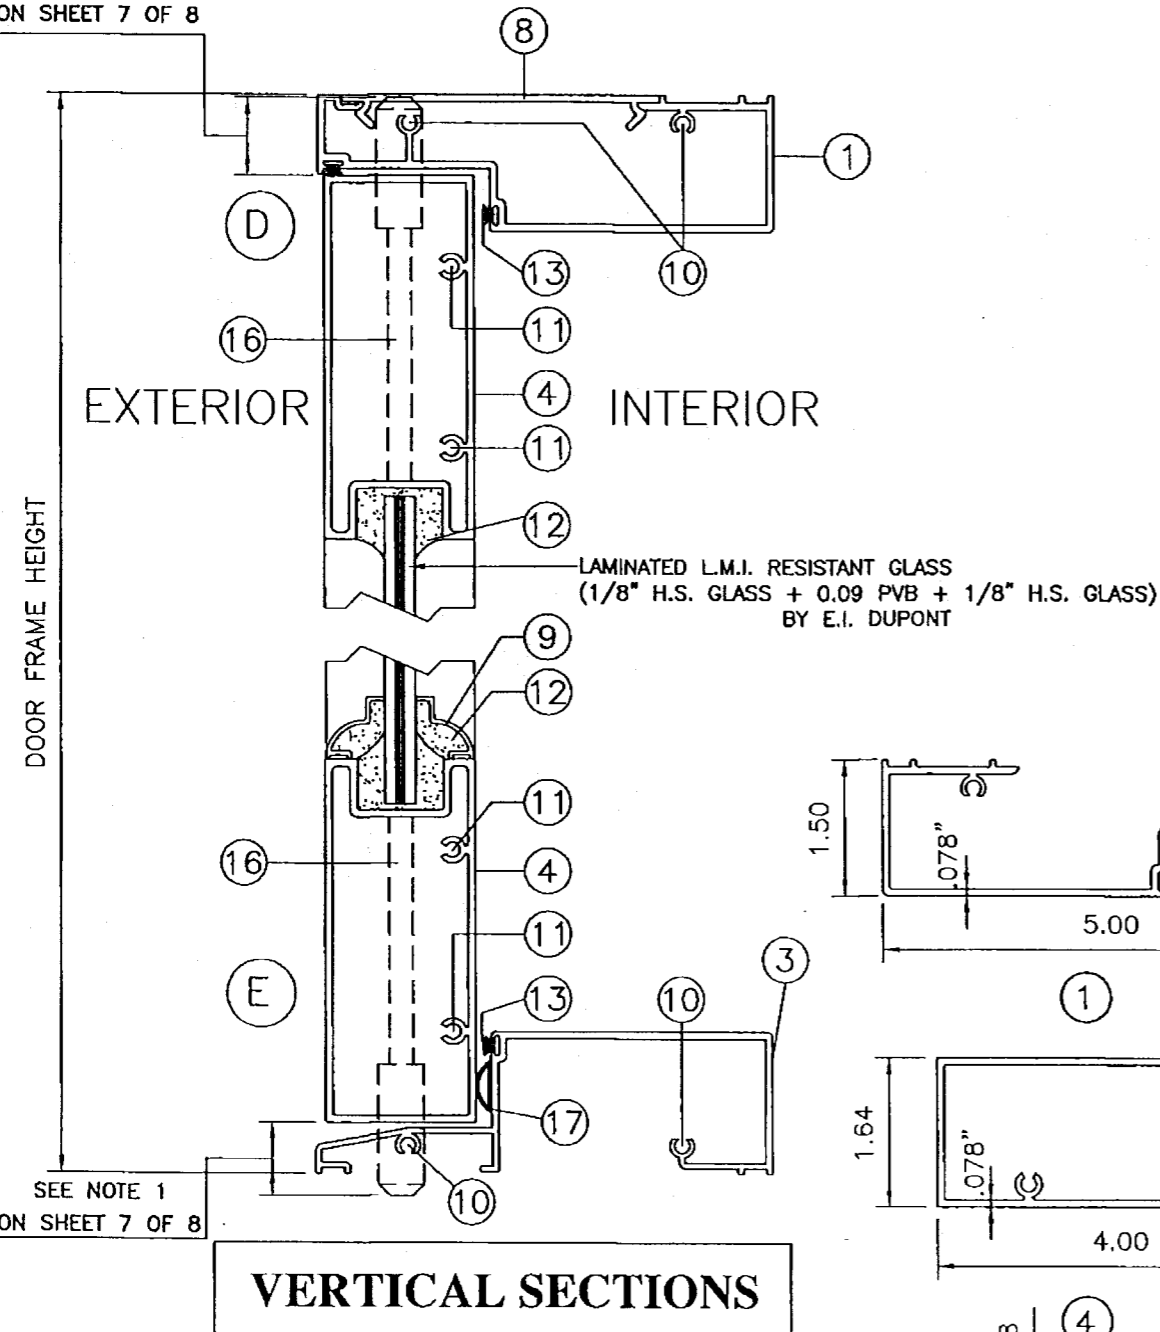 ON SHEET 7 OF 8
8
1
D
13
10
11
16
4
EXTERIOR
INTERIOR
11
12
DOOR FRAME HEIGHT
LAMINATED L.M.I. RESISTANT GLASS
(1/8" H.S. GLASS + 0.09 PVB + 1/8" H.S. GLASS)
BY E.I. DUPONT
9
12
11
16
4
11
E
13
10
3
17
10
SEE NOTE 1
ON SHEET 7 OF 8
VERTICAL SECTIONS
1.50
.078"
5.00
1
1.64
.078"
4.00
4